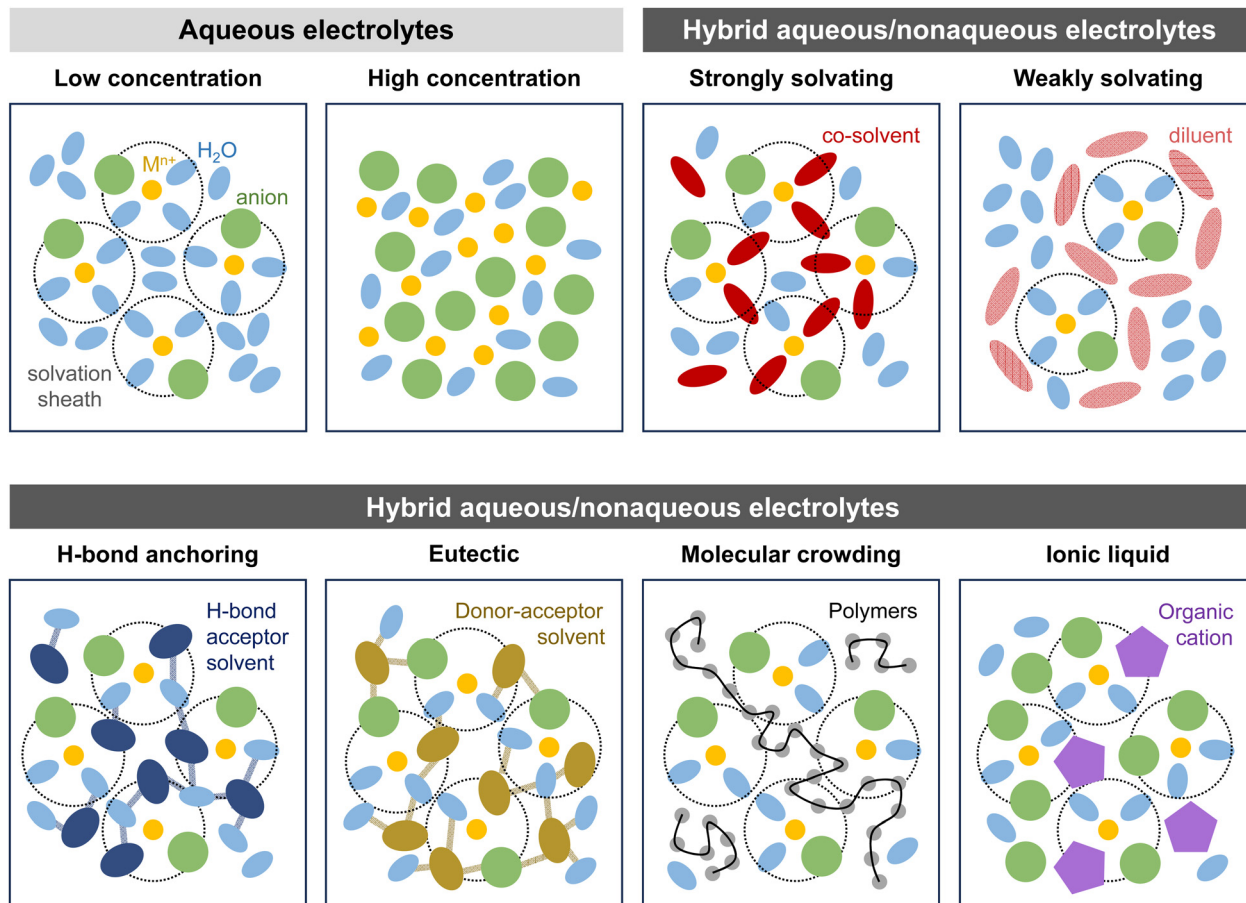 Aqueous electrolytes
Hybrid aqueous/nonaqueous electrolytes
Low concentration
High concentration
Strongly solvating
Weakly solvating
Mⁿ⁺
H₂O
anion
solvation
sheath
co-solvent
diluent
Hybrid aqueous/nonaqueous electrolytes
H-bond anchoring
Eutectic
Molecular crowding
Ionic liquid
H-bond
acceptor
solvent
Donor-acceptor
solvent
Polymers
Organic
cation